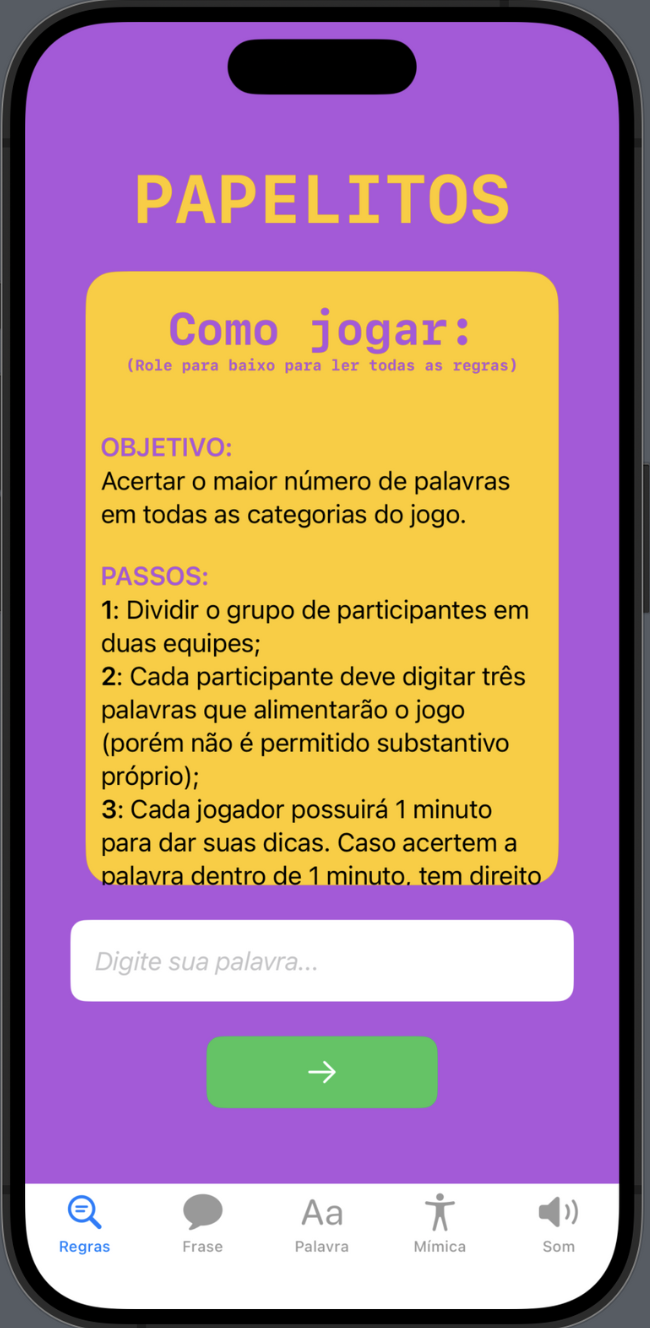 PAPELITOS
Como jogar:
(Role para baixo para ler todas as regras)
OBJETIVO:
Acertar o maior número de palavras
em todas as categorias do jogo.
PASSOS:
1: Dividir o grupo de participantes em
duas equipes;
2: Cada participante deve digitar três
palavras que alimentarão o jogo
(porém não é permitido substantivo
próprio);
3: Cada jogador possuirá 1 minuto
para dar suas dicas. Caso acertem a
palavra dentro de 1 minuto, tem direito
Digite sua palavra...
→
Aa
Regras
Frase
Palavra
Mímica
Som